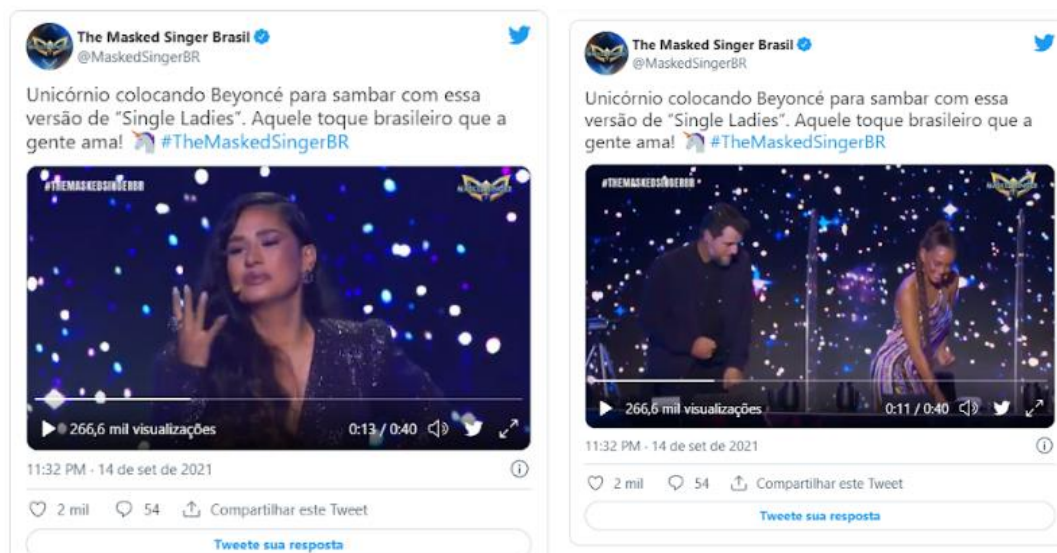 The Masked Singer Brasil
@MaskedSingerBR
Unicórnio colocando Beyoncé para sambar com essa
versão de “Single Ladies”. Aquele toque brasileiro que a
gente ama! 🦄 #TheMaskedSingerBR
#THEMASKEDSINGERBR
266,6 mil visualizações
0:13 / 0:40
11:32 PM · 14 de set de 2021
2 mil 54 Compartilhar este Tweet
Tweete sua resposta
The Masked Singer Brasil
@MaskedSingerBR
Unicórnio colocando Beyoncé para sambar com essa
versão de “Single Ladies”. Aquele toque brasileiro que a
gente ama! 🦄 #TheMaskedSingerBR
#THEMASKEDSINGERBR
266,6 mil visualizações
0:11 / 0:40
11:32 PM · 14 de set de 2021
2 mil 54 Compartilhar este Tweet
Tweete sua resposta